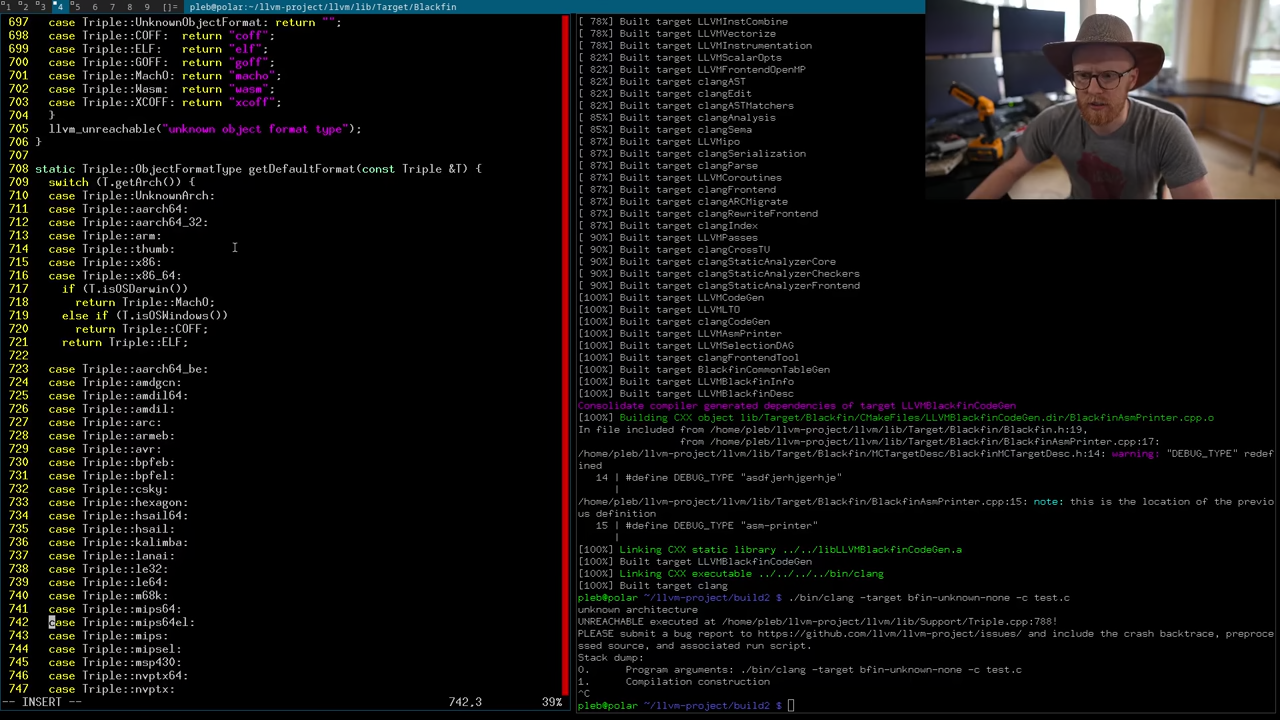 1 2 3 4 5 6 7 8 9 []= pleb@polar:~/llvm-project/llvm/lib/Target/Blackfin
697 case Triple::UnknownObjectFormat: return "";
698 case Triple::COFF: return "coff";
699 case Triple::ELF: return "elf";
700 case Triple::GOFF: return "goff";
701 case Triple::MachO: return "macho";
702 case Triple::Wasm: return "wasm";
703 case Triple::XCOFF: return "xcoff";
704 }
705 llvm_unreachable("unknown object format type");
706 }
707
708 static Triple::ObjectFormatType getDefaultFormat(const Triple &T) {
709 switch (T.getArch()) {
710 case Triple::UnknownArch:
711 case Triple::aarch64:
712 case Triple::aarch64_32:
713 case Triple::arm:
714 case Triple::thumb:
715 case Triple::x86:
716 case Triple::x86_64:
717 if (T.isOSDarwin())
718 return Triple::MachO;
719 else if (T.isOSWindows())
720 return Triple::COFF;
721 return Triple::ELF;
722
723 case Triple::aarch64_be:
724 case Triple::amdgcn:
725 case Triple::amdil64:
726 case Triple::amdil:
727 case Triple::arc:
728 case Triple::armeb:
729 case Triple::avr:
730 case Triple::bpfeb:
731 case Triple::bpfel:
732 case Triple::csky:
733 case Triple::hexagon:
734 case Triple::hsail64:
735 case Triple::hsail:
736 case Triple::kalimba:
737 case Triple::lanai:
738 case Triple::le32:
739 case Triple::le64:
740 case Triple::m68k:
741 case Triple::mips64:
742 case Triple::mips64el:
743 case Triple::mips:
744 case Triple::mipsel:
745 case Triple::msp430:
746 case Triple::nvptx64:
747 case Triple::nvptx:
-- INSERT -- 742,3 39%
[ 78%] Built target LLVMInstCombine
[ 78%] Built target LLVMVectorize
[ 78%] Built target LLVMInstrumentation
[ 82%] Built target LLVMScalarOpts
[ 82%] Built target LLVMFrontendOpenMP
[ 82%] Built target clangAST
[ 82%] Built target clangEdit
[ 82%] Built target clangASTMatchers
[ 85%] Built target clangAnalysis
[ 85%] Built target clangSema
[ 87%] Built target LLVMipo
[ 87%] Built target clangSerialization
[ 87%] Built target clangParse
[ 87%] Built target LLVMCoroutines
[ 87%] Built target clangFrontend
[ 87%] Built target clangARCMigrate
[ 87%] Built target clangRewriteFrontend
[ 87%] Built target clangIndex
[ 90%] Built target LLVMPasses
[ 90%] Built target clangCrossTU
[ 90%] Built target clangStaticAnalyzerCore
[ 90%] Built target clangStaticAnalyzerCheckers
[ 90%] Built target clangStaticAnalyzerFrontend
[100%] Built target LLVMCodeGen
[100%] Built target LLVMLTO
[100%] Built target clangCodeGen
[100%] Built target LLVMAsmPrinter
[100%] Built target LLVMSelectionDAG
[100%] Built target clangFrontendTool
[100%] Built target BlackfinCommonTableGen
[100%] Built target LLVMBlackfinInfo
[100%] Built target LLVMBlackfinDesc
Consolidate compiler generated dependencies of target LLVMBlackfinCodeGen
[100%] Building CXX object lib/Target/Blackfin/CMakeFiles/LLVMBlackfinCodeGen.dir/BlackfinAsmPrinter.cpp.o
In file included from /home/pleb/llvm-project/llvm/lib/Target/Blackfin/Blackfin.h:19,
from /home/pleb/llvm-project/llvm/lib/Target/Blackfin/BlackfinAsmPrinter.cpp:17:
/home/pleb/llvm-project/llvm/lib/Target/Blackfin/MCTargetDesc/BlackfinMCTargetDesc.h:14: warning: "DEBUG_TYPE" redef
ined
14 | #define DEBUG_TYPE "asdfjerhjgerhje"
|
/home/pleb/llvm-project/llvm/lib/Target/Blackfin/BlackfinAsmPrinter.cpp:15: note: this is the location of the previo
us definition
15 | #define DEBUG_TYPE "asm-printer"
|
[100%] Linking CXX static library ../../libLLVMBlackfinCodeGen.a
[100%] Built target LLVMBlackfinCodeGen
[100%] Linking CXX executable ../../../../bin/clang
[100%] Built target clang
pleb@polar ~/llvm-project/build2 $ ./bin/clang -target bfin-unknown-none -c test.c
unknown architecture
UNREACHABLE executed at /home/pleb/llvm-project/llvm/lib/Support/Triple.cpp:788!
PLEASE submit a bug report to https://github.com/llvm/llvm-project/issues/ and include the crash backtrace, preproce
ssed source, and associated run script.
Stack dump:
0. Program arguments: ./bin/clang -target bfin-unknown-none -c test.c
1. Compilation construction
^C
pleb@polar ~/llvm-project/build2 $